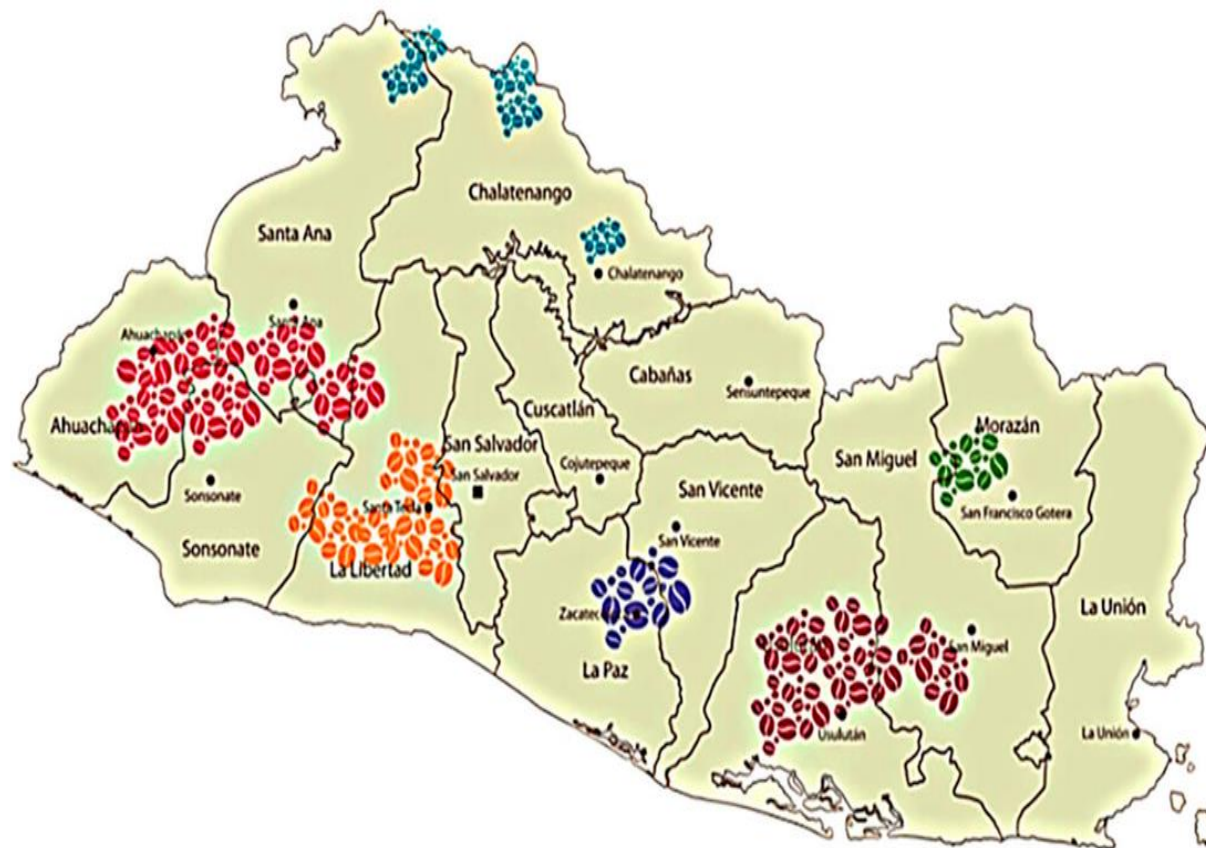 Chalatenango
Santa Ana
Chalatenango
Ahuachapán
Santa Ana
Cabañas
Sensuntepeque
Cuscatlán
Ahuachapán
San Salvador
Morazán
San Miguel
Cojutepeque
San Salvador
Sonsonate
San Vicente
Santa Tecla
San Francisco Gotera
San Vicente
Sonsonate
La Libertad
La Unión
San Miguel
La Paz
Usulután
La Unión